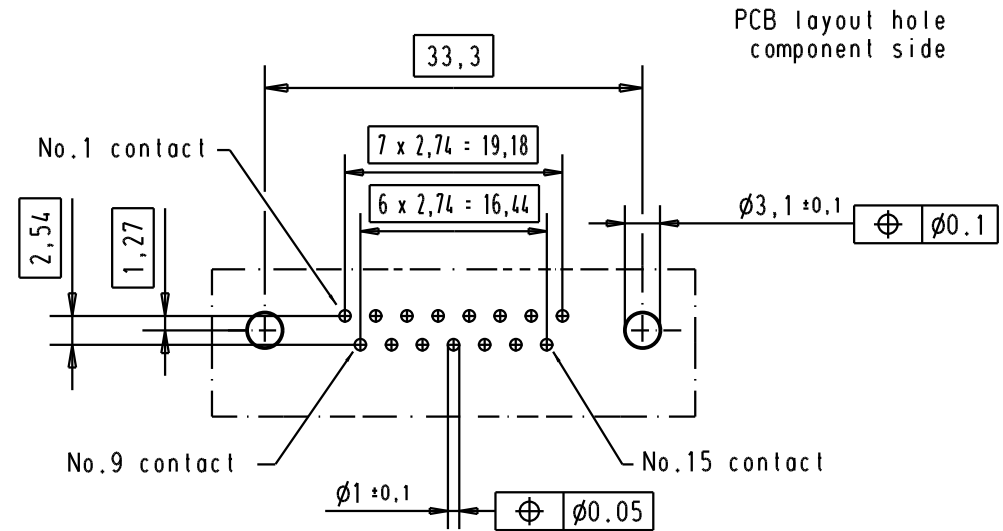 PCB layout hole
component side
33,3
No.1 contact
7 x 2,74 = 19,18
6 x 2,74 = 16,44
2,54
1,27
Ø3,1 ±0,1
⌖ Ø0.1
No.9 contact
No.15 contact
Ø1 ±0,1
⌖ Ø0.05